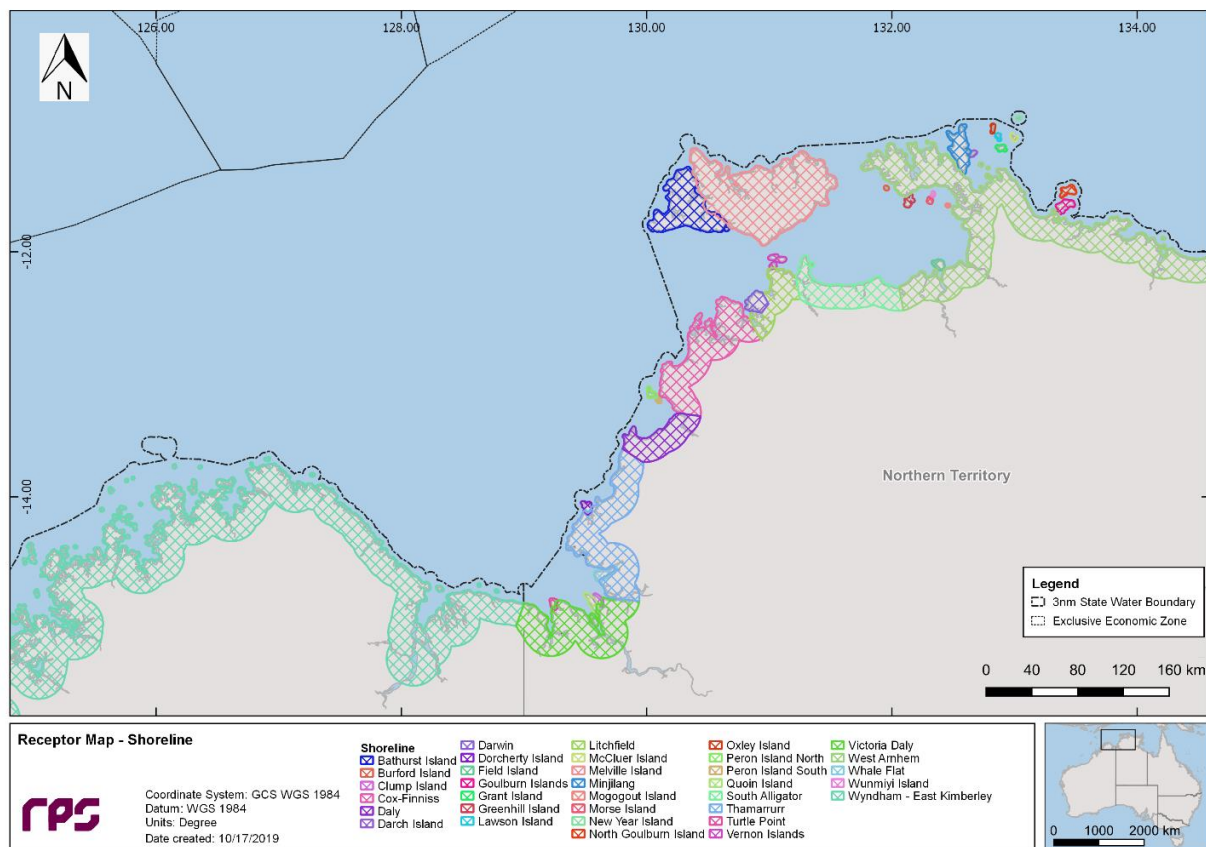 126.00 128.00 130.00 132.00 134.00
N
-12.00
-14.00
Northern Territory
Legend
3nm State Water Boundary
Exclusive Economic Zone
0 40 80 120 160 km
Receptor Map - Shoreline
rps
Coordinate System: GCS WGS 1984
Datum: WGS 1984
Units: Degree
Date created: 10/17/2019
Shoreline
Bathurst Island
Burford Island
Clump Island
Cox-Finniss
Daly
Darch Island
Darwin
Dorcherty Island
Field Island
Goulburn Islands
Grant Island
Greenhill Island
Lawson Island
Litchfield
McCluer Island
Melville Island
Minjilang
Mogogout Island
Morse Island
New Year Island
North Goulburn Island
Oxley Island
Peron Island North
Peron Island South
Quoin Island
South Alligator
Thamarrurr
Turtle Point
Vernon Islands
Victoria Daly
West Arnhem
Whale Flat
Wunmiyi Island
Wyndham - East Kimberley
0 1000 2000 km